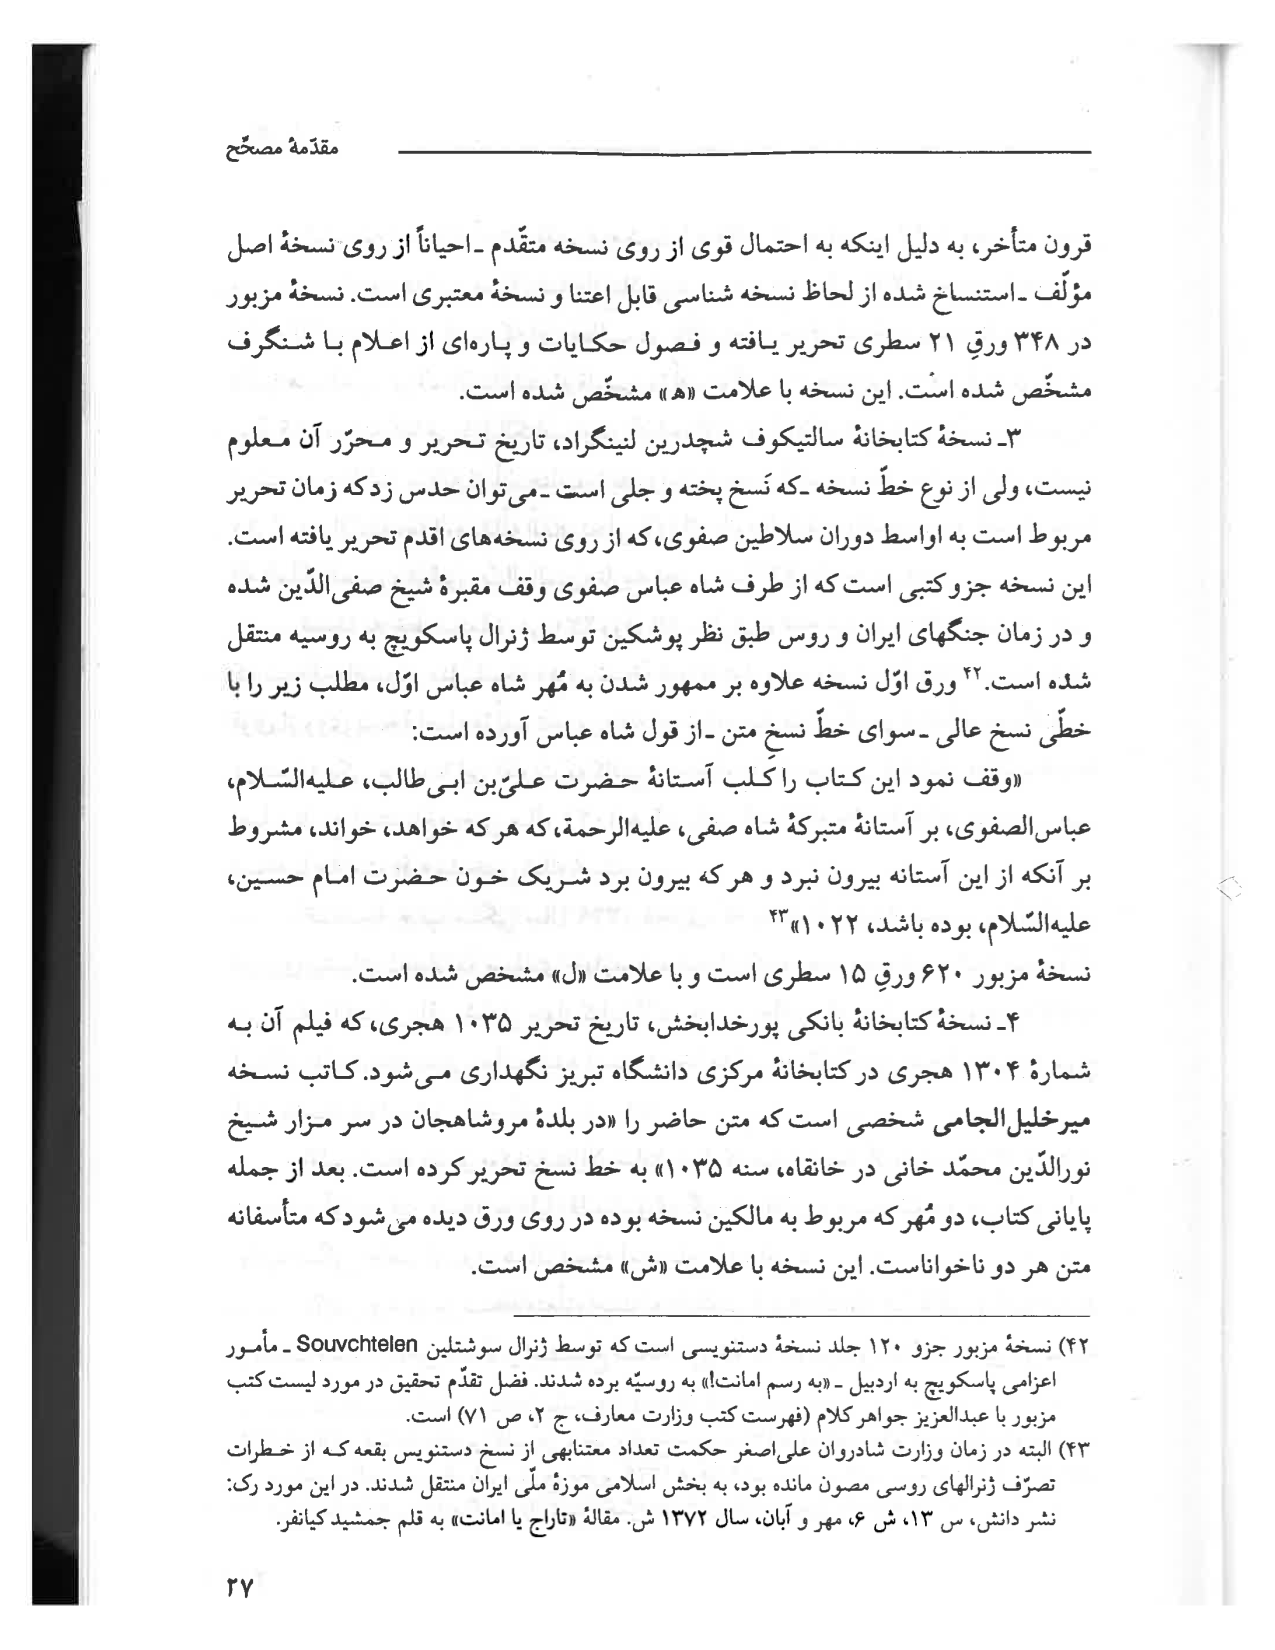 مقدّمهٔ مصحّح
قرون متأخر، به دلیل اینکه به احتمال قوی از روی نسخه متقّدم ـ احیاناً از روی نسخهٔ اصل
مؤلّف ـ استنساخ شده از لحاظ نسخه شناسی قابل اعتنا و نسخهٔ معتبری است. نسخهٔ مزبور
در ۳۴۸ ورقِ ۲۱ سطری تحریر یافته و فصول حکایات و پاره‌ای از اعلام با شنگرف
مشخّص شده است. این نسخه با علامت «ه‍» مشخّص شده است.
۳ـ نسخهٔ کتابخانهٔ سالتیکوف شچدرین لنینگراد، تاریخ تحریر و محرّر آن معلوم
نیست، ولی از نوع خطّ نسخه ـ که نَسخ پخته و جلی است ـ می‌توان حدس زد که زمان تحریر
مربوط است به اواسط دوران سلاطین صفوی، که از روی نسخه‌های اقدم تحریر یافته است.
این نسخه جزو کتبی است که از طرف شاه عباس صفوی وقف مقبرهٔ شیخ صفی‌الدّین شده
و در زمان جنگهای ایران و روس طبق نظر پوشکین توسط ژنرال پاسکویچ به روسیه منتقل
شده است.۴۲ ورق اوّل نسخه علاوه بر ممهور شدن به مُهر شاه عباس اوّل، مطلب زیر را با
خطّی نسخ عالی ـ سوای خطّ نسخِ متن ـ از قول شاه عباس آورده است:
«وقف نمود این کتاب را کلب آستانهٔ حضرت علیّ‌بن ابی‌طالب، علیه‌السّلام،
عباس‌الصفوی، بر آستانهٔ متبرکهٔ شاه صفی، علیه‌الرحمة، که هر که خواهد، خواند، مشروط
بر آنکه از این آستانه بیرون نبرد و هر که بیرون برد شریک خون حضرت امام حسین،
علیه‌السّلام، بوده باشد، ۱۰۲۲»۴۳
نسخهٔ مزبور ۶۲۰ ورقِ ۱۵ سطری است و با علامت «ل» مشخص شده است.
۴ـ نسخهٔ کتابخانهٔ بانکی پورخدابخش، تاریخ تحریر ۱۰۳۵ هجری، که فیلم آن به
شمارهٔ ۱۳۰۴ هجری در کتابخانهٔ مرکزی دانشگاه تبریز نگهداری می‌شود. کاتب نسخه
میرخلیل‌الجامی شخصی است که متن حاضر را «در بلدهٔ مروشاهجان در سر مزار شیخ
نورالدّین محمّد خانی در خانقاه، سنه ۱۰۳۵» به خط نسخ تحریر کرده است. بعد از جمله
پایانی کتاب، دو مُهر که مربوط به مالکین نسخه بوده در روی ورق دیده می‌شود که متأسفانه
متن هر دو ناخواناست. این نسخه با علامت «ش» مشخص است.
۴۲) نسخهٔ مزبور جزو ۱۲۰ جلد نسخهٔ دستنویسی است که توسط ژنرال سوشتلین Souvchtelen ـ مأمور
اعزامی پاسکویچ به اردبیل ـ «به رسم امانت!» به روسیّه برده شدند. فضل تقدّم تحقیق در مورد لیست کتب
مزبور با عبدالعزیز جواهر کلام (فهرست کتب وزارت معارف، ج ۲، ص ۷۱) است.
۴۳) البته در زمان وزارت شادروان علی‌اصغر حکمت تعداد معتنابهی از نسخ دستنویس بقعه که از خطرات
تصرّف ژنرالهای روسی مصون مانده بود، به بخش اسلامی موزهٔ ملّی ایران منتقل شدند. در این مورد رک:
نشر دانش، س ۱۳، ش ۶، مهر و آبان، سال ۱۳۷۲ ش. مقالهٔ «تاراج یا امانت» به قلم جمشید کیانفر.
۲۷